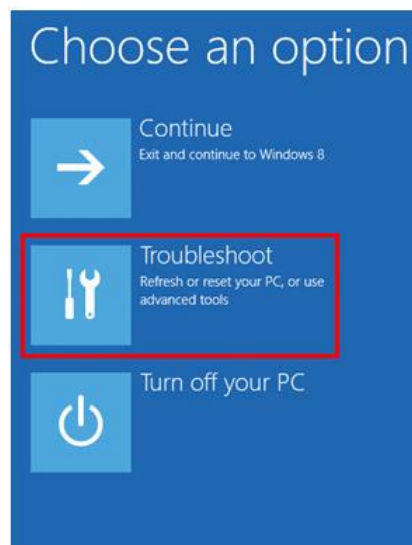 Choose an option
Continue
Exit and continue to Windows 8
Troubleshoot
Refresh or reset your PC, or use
advanced tools
Turn off your PC